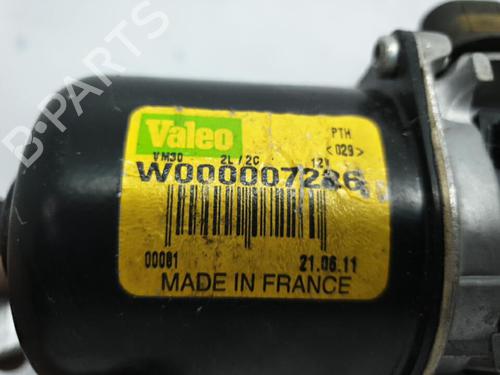 B-PARTS
Valeo
PTH
VM30 2L/2C 12V <029>
W000007286
00081 21.06.11
MADE IN FRANCE